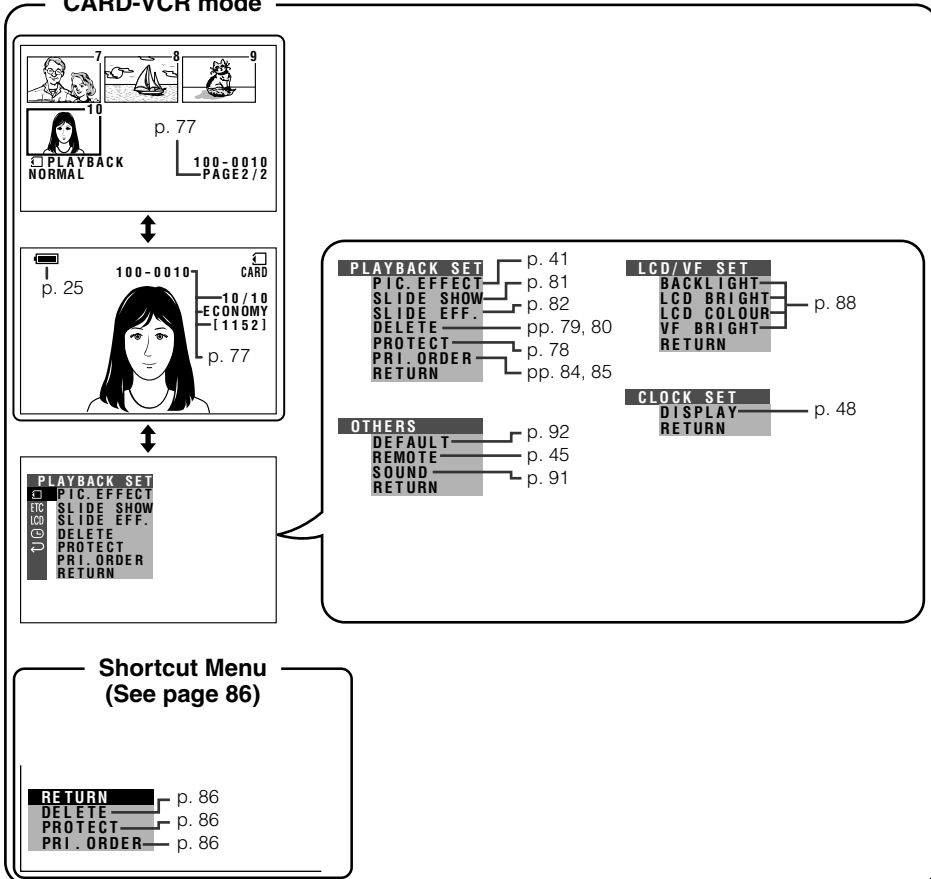 CARD-VCR mode
7 8 9
10
p. 77
PLAYBACK 100-0010
NORMAL PAGE2/2
p. 25
100-0010
CARD
10/10
ECONOMY
[1152]
p. 77
PLAYBACK SET
PIC.EFFECT
ETC SLIDE SHOW
LCD SLIDE EFF.
DELETE
PROTECT
PRI.ORDER
RETURN
PLAYBACK SET
PIC.EFFECT p. 41
SLIDE SHOW p. 81
SLIDE EFF. p. 82
DELETE pp. 79, 80
PROTECT p. 78
PRI.ORDER pp. 84, 85
RETURN
LCD/VF SET
BACKLIGHT
LCD BRIGHT
LCD COLOUR
VF BRIGHT
RETURN
p. 88
OTHERS
DEFAULT p. 92
REMOTE p. 45
SOUND p. 91
RETURN
CLOCK SET
DISPLAY p. 48
RETURN
Shortcut Menu
(See page 86)
RETURN
DELETE p. 86
PROTECT p. 86
PRI.ORDER p. 86